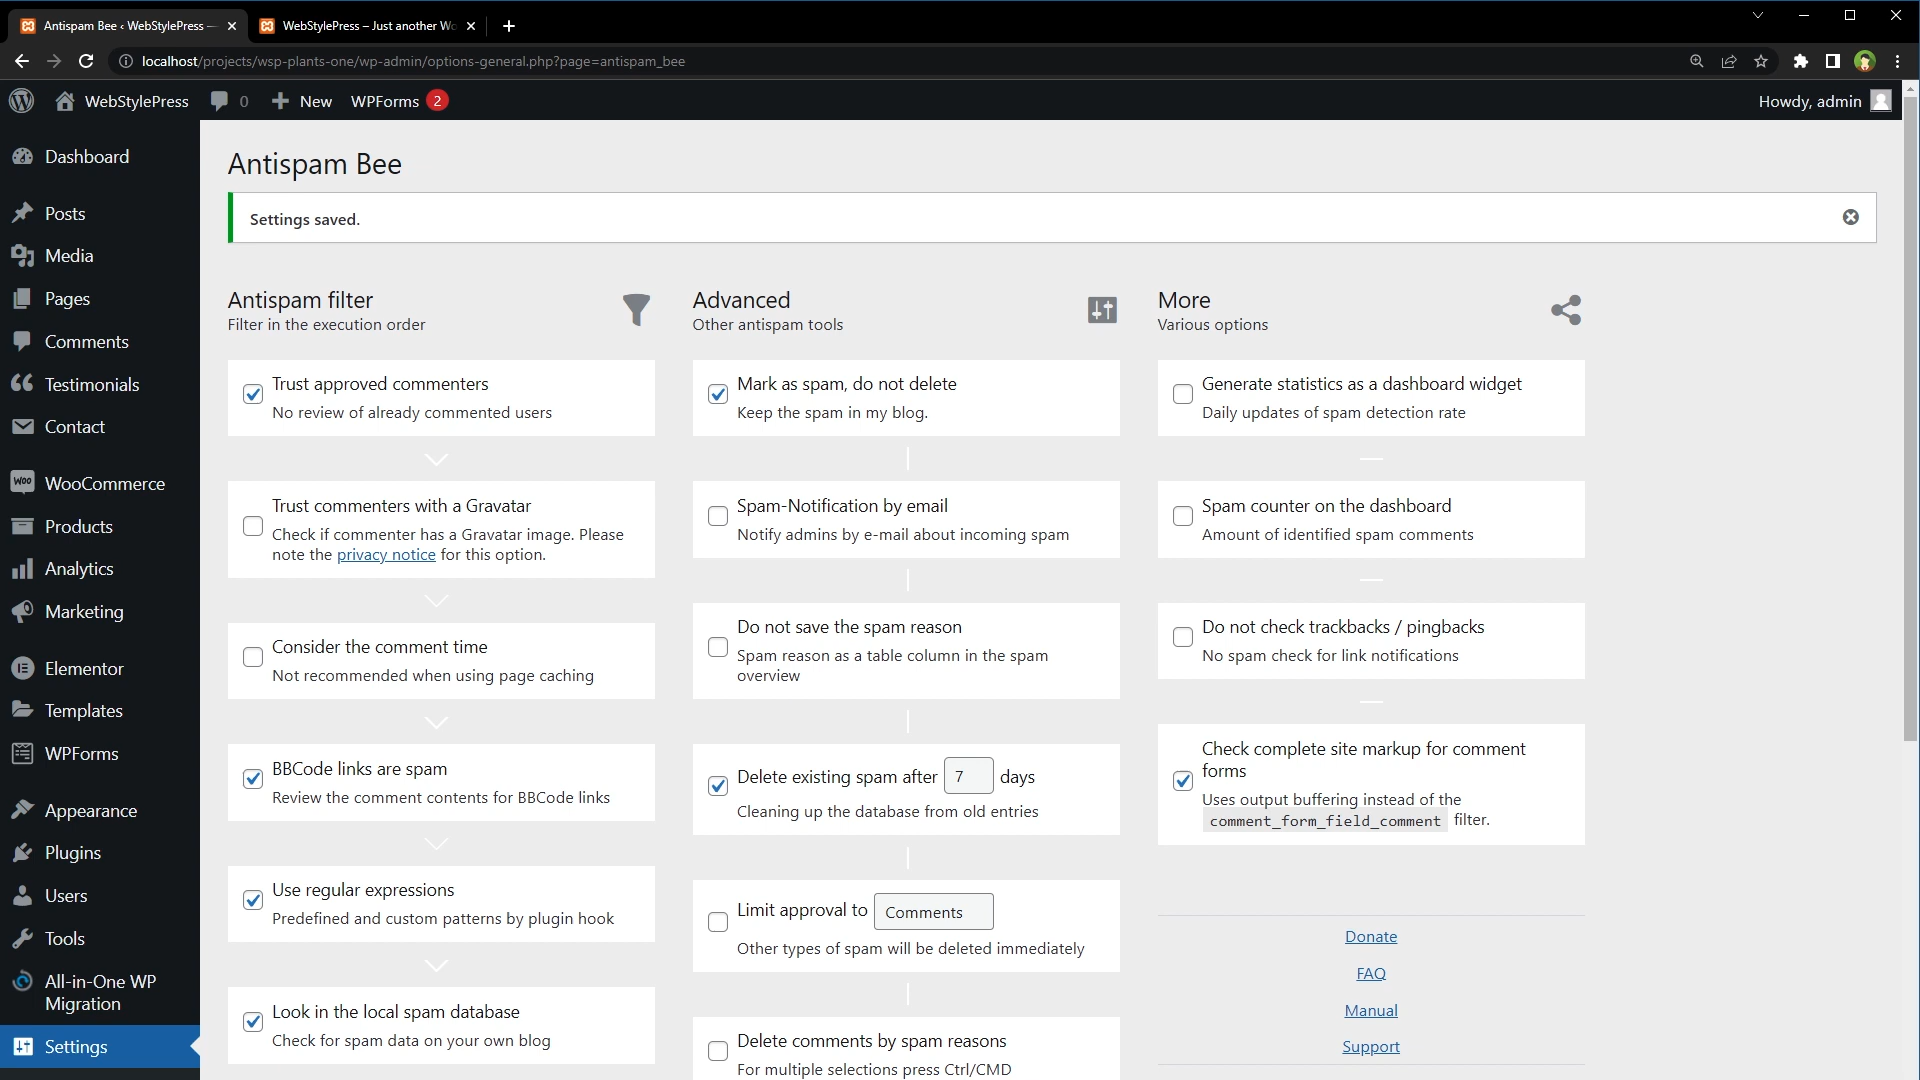 Antispam Bee ‹ WebStylePress —
WebStylePress – Just another Wo
localhost/projects/wsp-plants-one/wp-admin/options-general.php?page=antispam_bee
WebStylePress
0
New
WPForms
2
Howdy, admin
Dashboard
Posts
Media
Pages
Comments
Testimonials
Contact
WooCommerce
Products
Analytics
Marketing
Elementor
Templates
WPForms
Appearance
Plugins
Users
Tools
All-in-One WP
Migration
Settings
Antispam Bee
Settings saved.
Antispam filter
Filter in the execution order
Trust approved commenters
No review of already commented users
Trust commenters with a Gravatar
Check if commenter has a Gravatar image. Please
note the privacy notice for this option.
Consider the comment time
Not recommended when using page caching
BBCode links are spam
Review the comment contents for BBCode links
Use regular expressions
Predefined and custom patterns by plugin hook
Look in the local spam database
Check for spam data on your own blog
Advanced
Other antispam tools
Mark as spam, do not delete
Keep the spam in my blog.
Spam-Notification by email
Notify admins by e-mail about incoming spam
Do not save the spam reason
Spam reason as a table column in the spam
overview
Delete existing spam after 7 days
Cleaning up the database from old entries
Limit approval to Comments
Other types of spam will be deleted immediately
Delete comments by spam reasons
For multiple selections press Ctrl/CMD
More
Various options
Generate statistics as a dashboard widget
Daily updates of spam detection rate
Spam counter on the dashboard
Amount of identified spam comments
Do not check trackbacks / pingbacks
No spam check for link notifications
Check complete site markup for comment
forms
Uses output buffering instead of the
comment_form_field_comment filter.
Donate
FAQ
Manual
Support